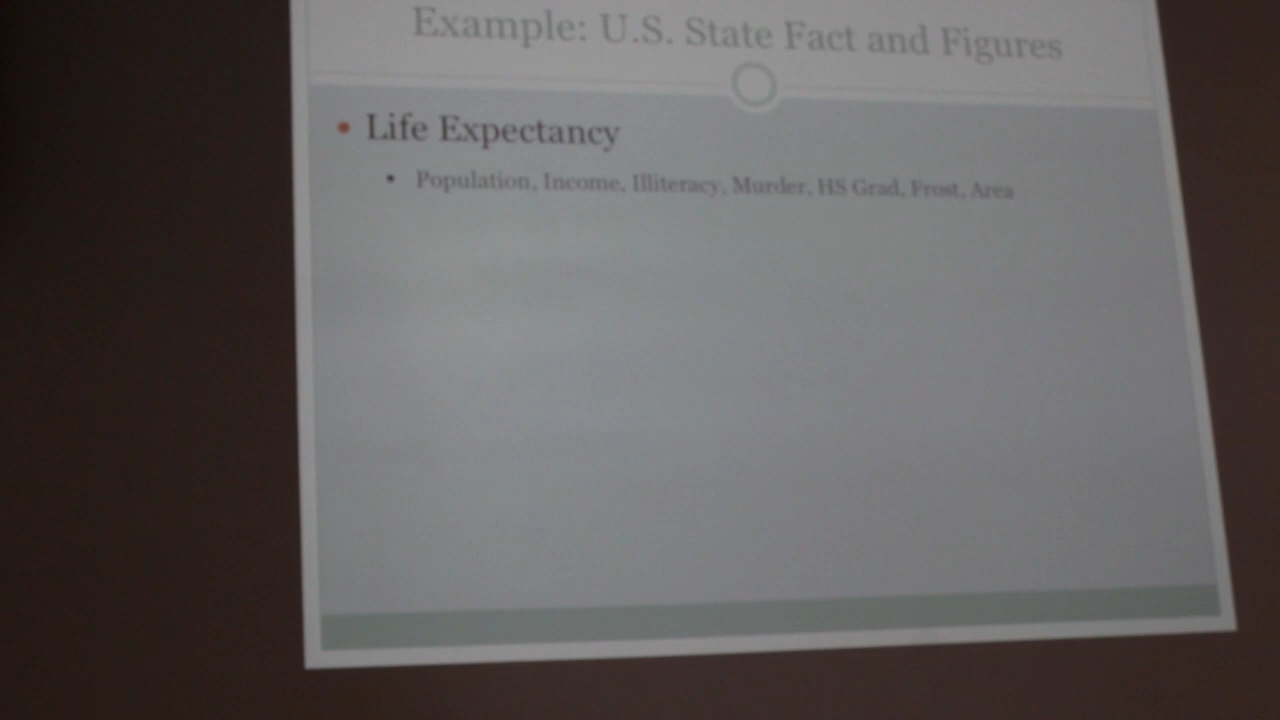 Example: U.S. State Fact and Figures
Life Expectancy
Population, Income, Illiteracy, Murder, HS Grad, Frost, Area